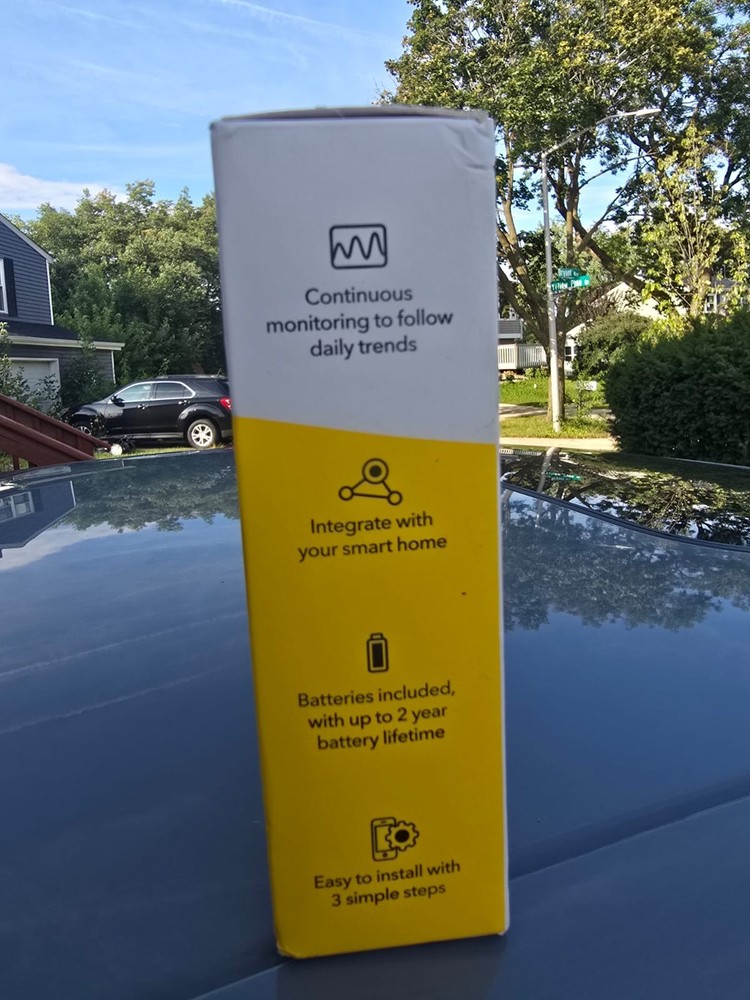 Continuous
monitoring to follow
daily trends
Integrate with
your smart home
Batteries included,
with up to 2 year
battery lifetime
Easy to install with
3 simple steps
Bryant